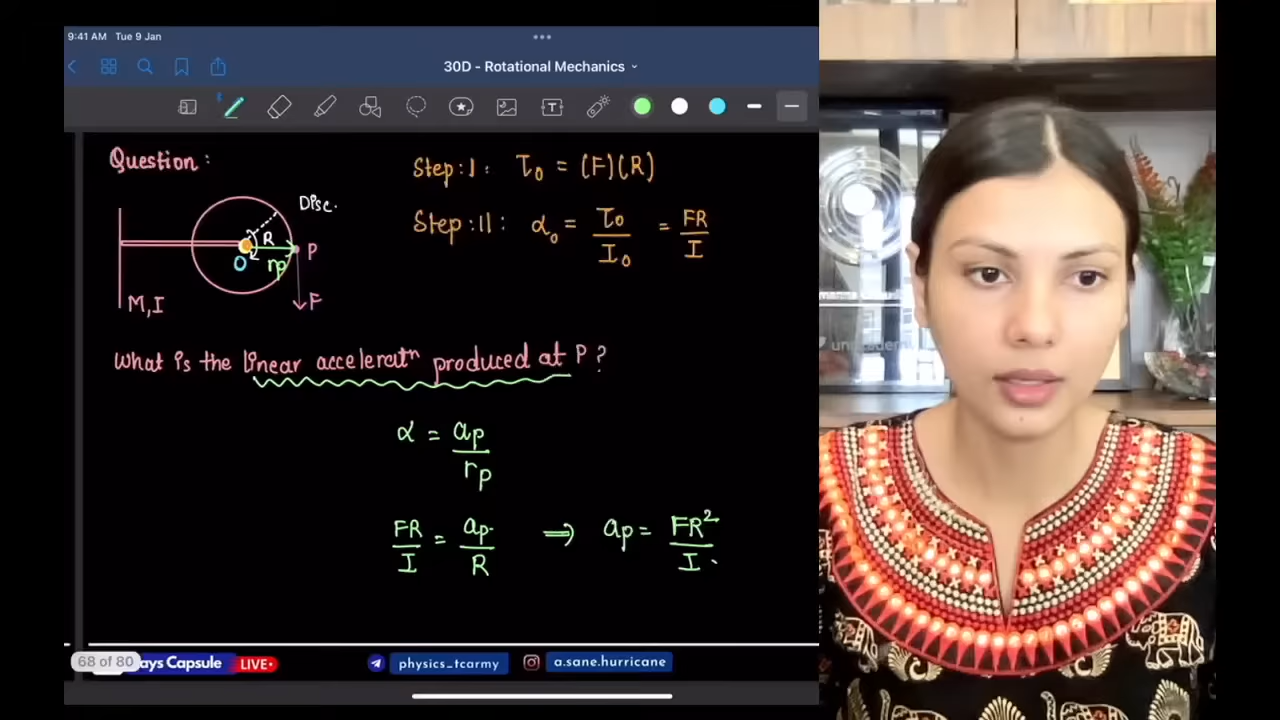 9:41 AM Tue 9 Jan
30D - Rotational Mechanics
Question:
Disc.
R
P
O
rp
F
M, I
Step: I: τ₀ = (F)(R)
Step: II: α₀ = τ₀/I₀ = FR/I
What is the linear acceleratⁿ produced at P?
α = ap/rp
FR/I = ap/R ⟹ ap = FR²/I
68 of 80
ays Capsule LIVE
physics_tcarmy
a.sane.hurricane